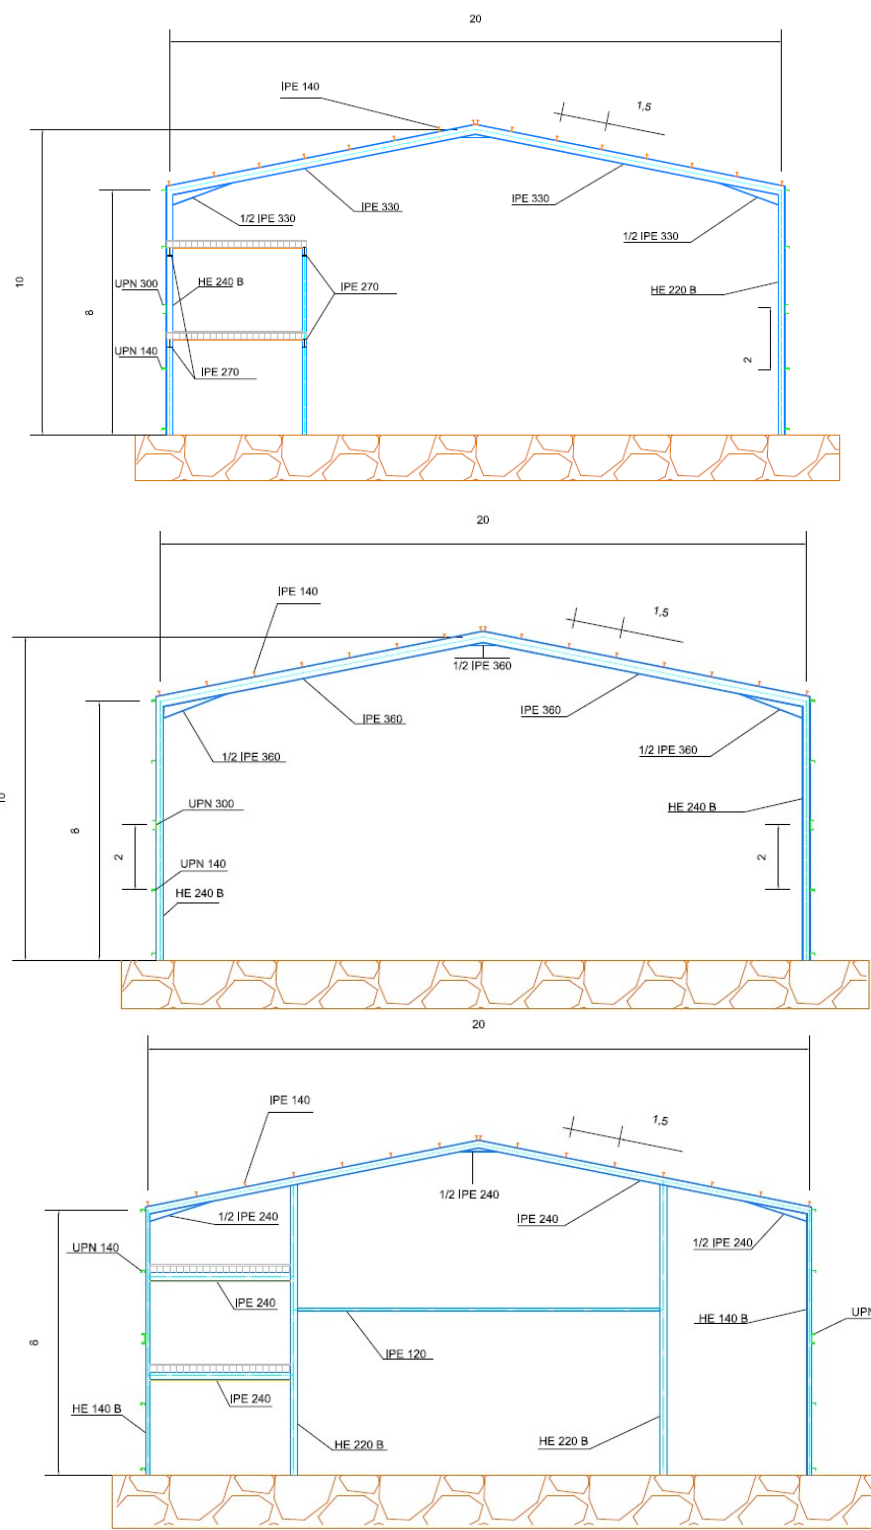 20
IPE 140
1,5
IPE 330
IPE 330
1/2 IPE 330
1/2 IPE 330
10
UPN 300
HE 240 B
IPE 270
HE 220 B
8
UPN 140
2
IPE 270
20
IPE 140
1,5
1/2 IPE 360
IPE 360
IPE 360
1/2 IPE 360
1/2 IPE 360
10
UPN 300
HE 240 B
8
2
2
UPN 140
HE 240 B
20
IPE 140
1,5
1/2 IPE 240
1/2 IPE 240
IPE 240
1/2 IPE 240
UPN 140
IPE 240
HE 140 B
UPN
8
IPE 120
IPE 240
HE 140 B
HE 220 B
HE 220 B